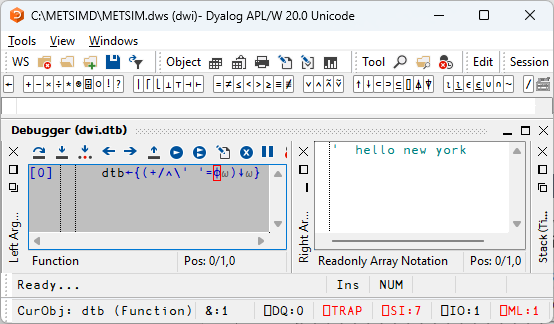 C:\METSIMD\METSIM.dws (dwi)- Dyalog APL/W 20.0 Unicode
Tools View Windows
WS Object Tool Edit Session
← + - × ÷ * ⍟ ⌹ ○ ! ? | ⌈ ⌊ ⊥ ⊤ ⊣ ⊢ = ≠ ≤ < > ≥ ≡ ≢ ∨ ∧ ⍲ ⍱ ↑ ↓ ⊂ ⊃ ⊆ ⌷ ⍋ ⍒ ⍳ ⍸ ∊ ⍷ ∪ ∩ ~ /
Debugger (dwi.dtb)
Left Arg...
[0] dtb←{(+/∧\' '=⌽⍵)↓⍵}
Function Pos: 0/1,0
Right Ar...
' hello new york
Readonly Array Notation Pos: 0/1,0
Stack (Ti...
Ready... Ins NUM
CurObj: dtb (Function) &:1 ⎕DQ:0 ⎕TRAP ⎕SI:7 ⎕IO:1 ⎕ML:1